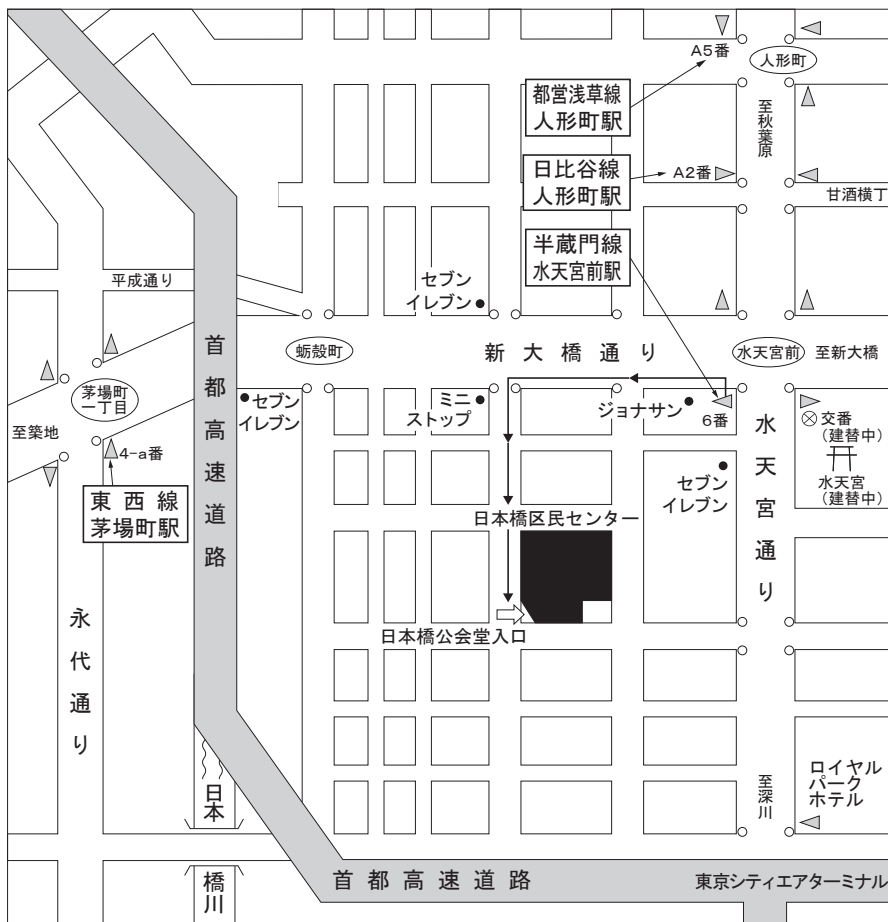 A5番
人形町
都営浅草線
人形町駅
至秋葉原
日比谷線
人形町駅
A2番
甘酒横丁
半蔵門線
水天宮前駅
平成通り
セブン
イレブン
首都高速道路
蛎殻町
新大橋通り
水天宮前
至新大橋
茅場町
一丁目
セブン
イレブン
ミニ
ストップ
ジョナサン
6番
交番
(建替中)
水天宮
(建替中)
至築地
4-a番
東西線
茅場町駅
セブン
イレブン
水天宮通り
日本橋区民センター
日本橋公会堂入口
永代通り
日本
橋川
至深川
ロイヤル
パーク
ホテル
首都高速道路
東京シティエアターミナル